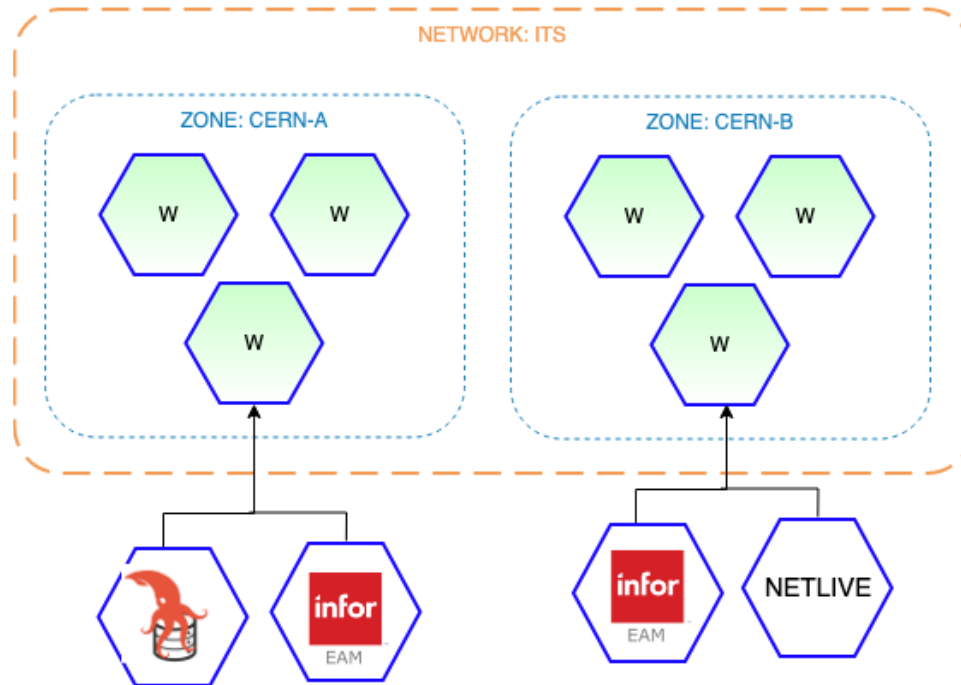 NETWORK: ITS
ZONE: CERN-A
ZONE: CERN-B
W
W
W
W
W
W
infor
EAM
infor
EAM
NETLIVE